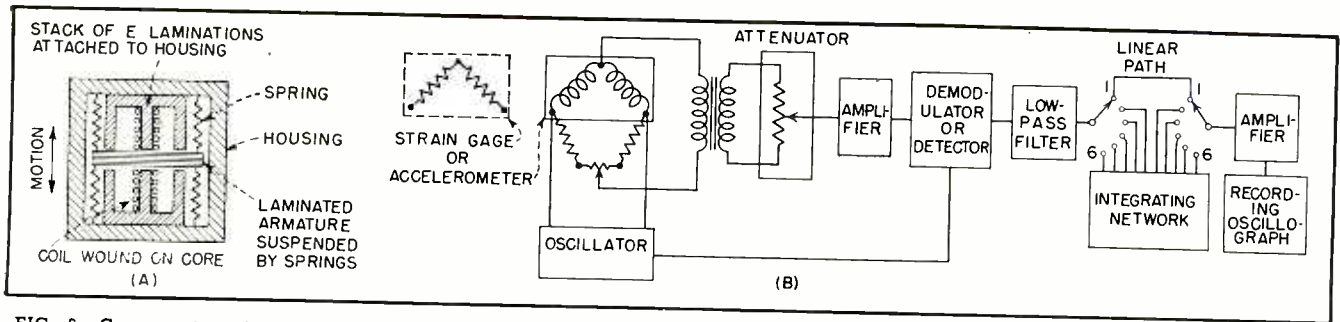 STACK OF E LAMINATIONS
ATTACHED TO HOUSING
SPRING
HOUSING
MOTION
LAMINATED
ARMATURE
SUSPENDED
BY SPRINGS
COIL WOUND ON CORE
(A)
STRAIN GAGE
OR
ACCELEROMETER
OSCILLATOR
ATTENUATOR
AMPLI-
FIER
DEMOD-
ULATOR
OR
DETECTOR
LOW-
PASS
FILTER
LINEAR
PATH
1
1
6
6
INTEGRATING
NETWORK
AMPLI-
FIER
RECORD-
ING
OSCILLO-
GRAPH
(B)